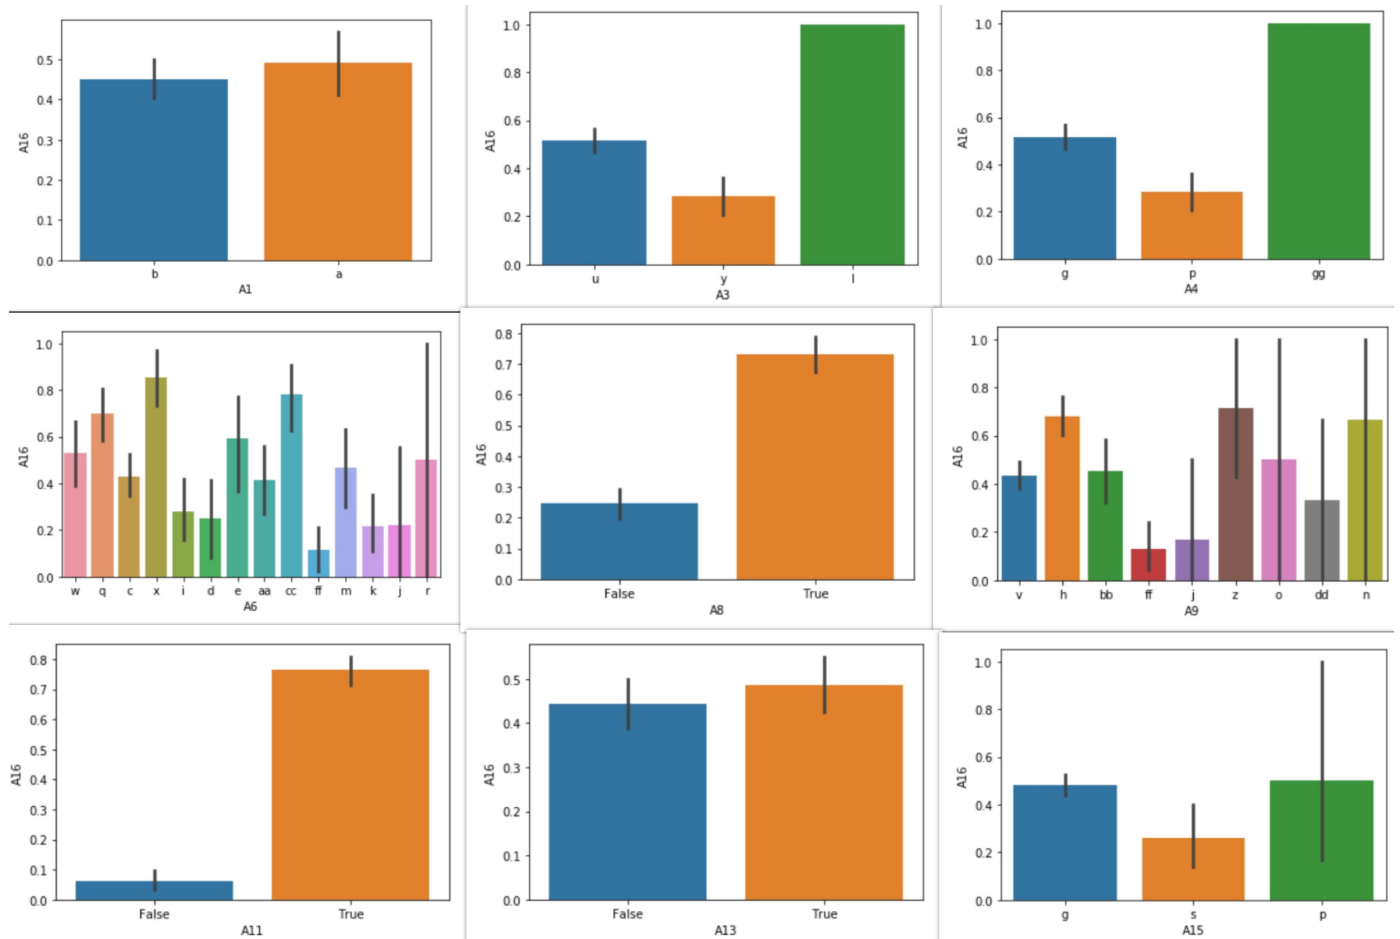 0.5
0.4
0.3
0.2
0.1
0.0
A16
b a
A1
1.0
0.8
0.6
0.4
0.2
0.0
A16
u y l
A3
1.0
0.8
0.6
0.4
0.2
0.0
A16
g p gg
A4
1.0
0.8
0.6
0.4
0.2
0.0
A16
w q c x i d e aa cc ff m k j r
A6
0.8
0.7
0.6
0.5
0.4
0.3
0.2
0.1
0.0
A16
False True
A8
1.0
0.8
0.6
0.4
0.2
0.0
A16
v h bb ff j z o dd n
A9
0.8
0.7
0.6
0.5
0.4
0.3
0.2
0.1
0.0
A16
False True
A11
0.5
0.4
0.3
0.2
0.1
0.0
A16
False True
A13
1.0
0.8
0.6
0.4
0.2
0.0
A16
g s p
A15